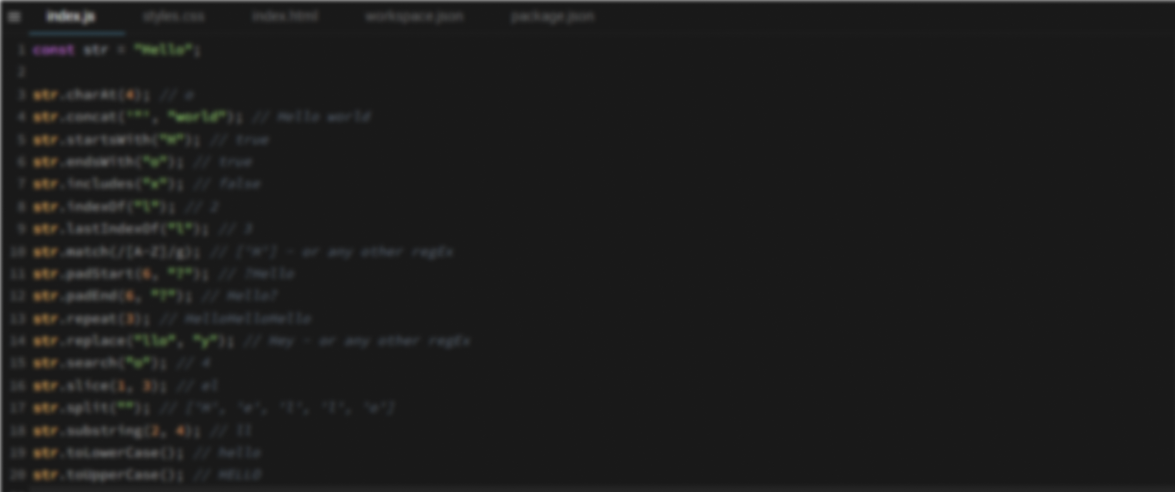 index.js styles.css index.html workspace.json package.json
1 const str = "Hello";
2
3 str.charAt(4); // o
4 str.concat(" ", "world"); // Hello world
5 str.startsWith("H"); // true
6 str.endsWith("o"); // true
7 str.includes("x"); // false
8 str.indexOf("l"); // 2
9 str.lastIndexOf("l"); // 3
10 str.match(/[A-Z]/g); // ["H"] - or any other regEx
11 str.padStart(6, "?"); // ?Hello
12 str.padEnd(6, "?"); // Hello?
13 str.repeat(3); // HelloHelloHello
14 str.replace("llo", "y"); // Hey - or any other regEx
15 str.search("o"); // 4
16 str.slice(1, 3); // el
17 str.split(""); // ['H', 'e', 'l', 'l', 'o']
18 str.substring(2, 4); // ll
19 str.toLowerCase(); // hello
20 str.toUpperCase(); // HELLO